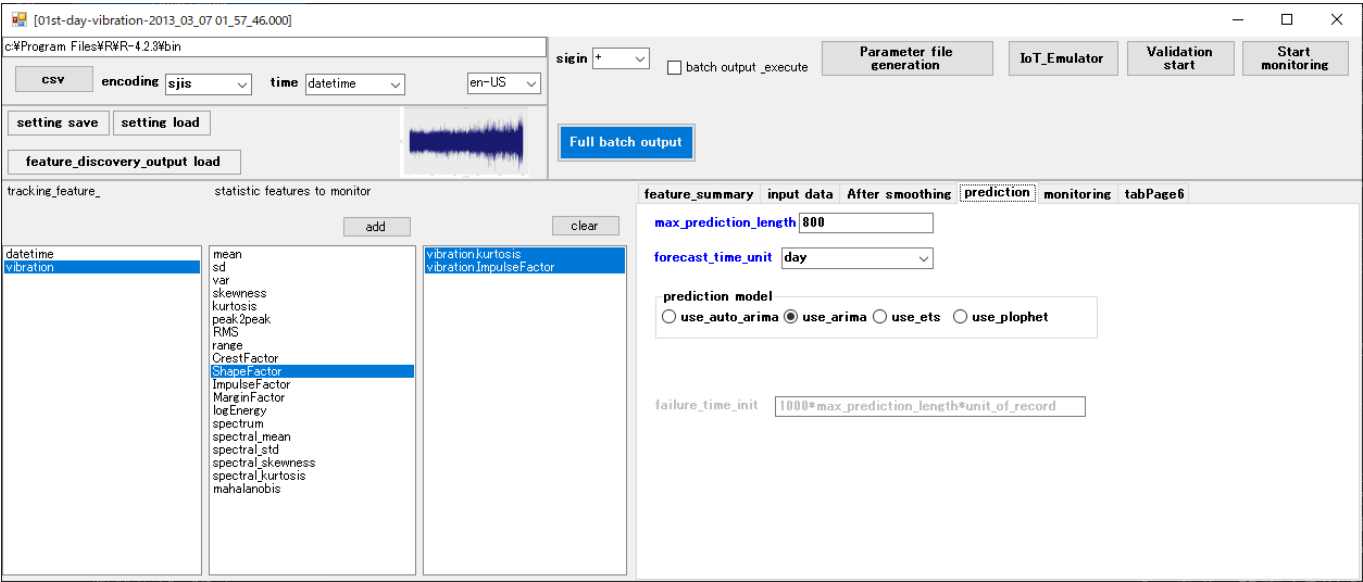 [01st-day-vibration-2013_03_07 01_57_46.000]
c:¥Program Files¥R¥R-4.2.3¥bin
csv
encoding
sjis
time
datetime
en-US
sigin
+
batch output _execute
Parameter file
generation
IoT_Emulator
Validation
start
Start
monitoring
setting save
setting load
feature_discovery_output load
Full batch output
tracking_feature_
statistic features to monitor
add
clear
datetime
vibration
mean
sd
var
skewness
kurtosis
peak2peak
RMS
range
CrestFactor
ShapeFactor
ImpulseFactor
MarginFactor
logEnergy
spectrum
spectral_mean
spectral_std
spectral_skewness
spectral_kurtosis
mahalanobis
vibration.kurtosis
vibration.ImpulseFactor
feature_summary
input data
After smoothing
prediction
monitoring
tabPage6
max_prediction_length
800
forecast_time_unit
day
prediction model
use_auto_arima
use_arima
use_ets
use_plophet
failure_time_init
1000*max_prediction_length*unit_of_record